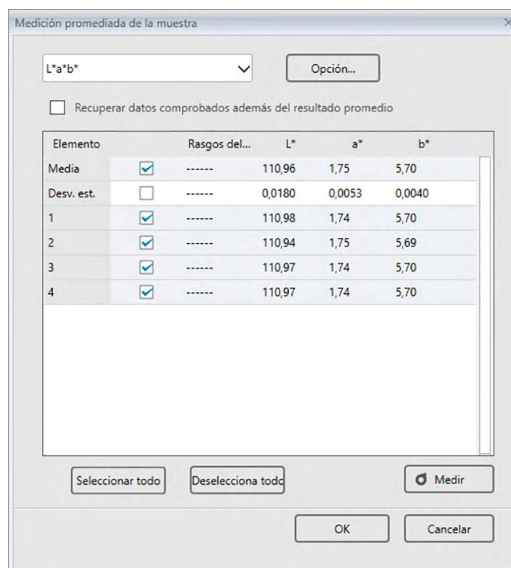 Medición promediada de la muestra
L*a*b*
Opción...
Recuperar datos comprobados además del resultado promedio
Elemento Rasgos del... L* a* b*
Media ------ 110,96 1,75 5,70
Desv. est. ------ 0,0180 0,0053 0,0040
1 ------ 110,98 1,74 5,70
2 ------ 110,94 1,75 5,69
3 ------ 110,97 1,74 5,70
4 ------ 110,97 1,74 5,70
Seleccionar todo Deselecciona todo Medir
OK Cancelar